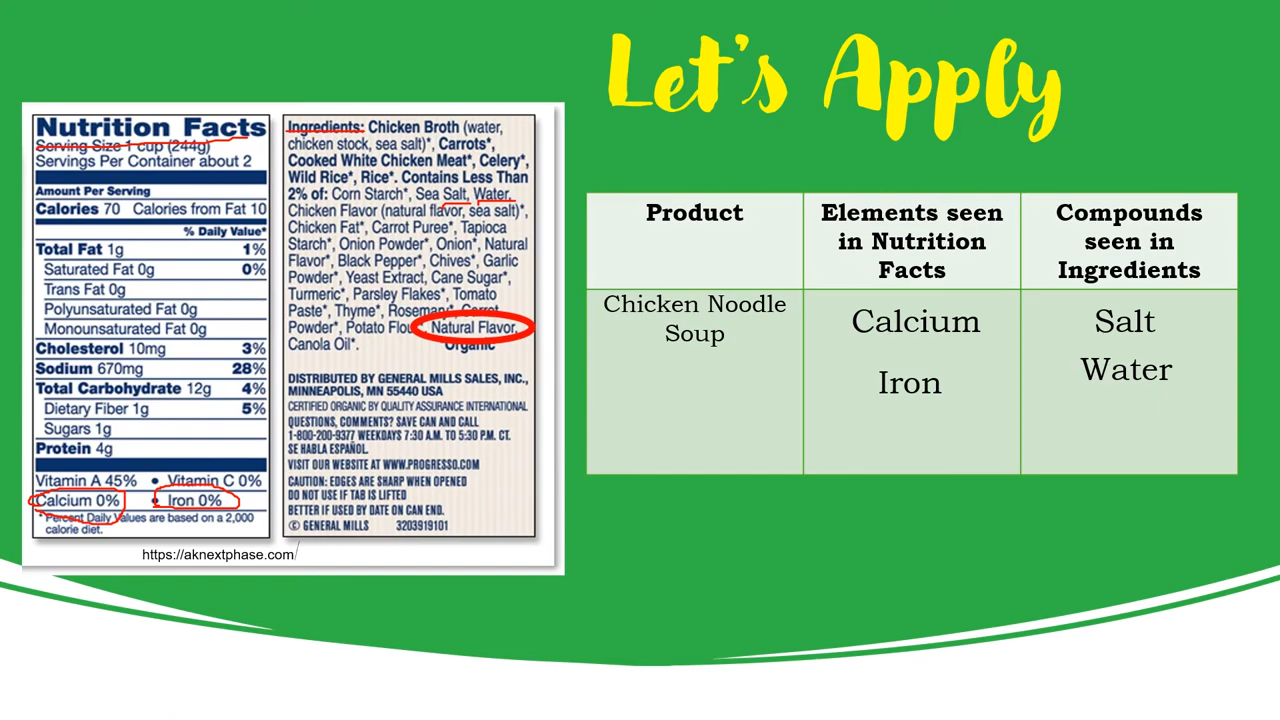 Let's Apply
Nutrition Facts
Serving Size 1 cup (244g)
Servings Per Container about 2
Amount Per Serving
Calories 70 Calories from Fat 10
% Daily Value*
Total Fat 1g 1%
Saturated Fat 0g 0%
Trans Fat 0g
Polyunsaturated Fat 0g
Monounsaturated Fat 0g
Cholesterol 10mg 3%
Sodium 670mg 28%
Total Carbohydrate 12g 4%
Dietary Fiber 1g 5%
Sugars 1g
Protein 4g
Vitamin A 45% • Vitamin C 0%
Calcium 0% • Iron 0%
* Percent Daily Values are based on a 2,000
calorie diet.
Ingredients: Chicken Broth (water,
chicken stock, sea salt)*, Carrots*,
Cooked White Chicken Meat*, Celery*,
Wild Rice*, Rice*. Contains Less Than
2% of: Corn Starch*, Sea Salt, Water,
Chicken Flavor (natural flavor, sea salt)*,
Chicken Fat*, Carrot Puree*, Tapioca
Starch*, Onion Powder*, Onion*, Natural
Flavor*, Black Pepper*, Chives*, Garlic
Powder*, Yeast Extract, Cane Sugar*,
Turmeric*, Parsley Flakes*, Tomato
Paste*, Thyme*, Rosemary*, Carrot
Powder*, Potato Flour*, Natural Flavor,
Canola Oil*. *Organic
DISTRIBUTED BY GENERAL MILLS SALES, INC.,
MINNEAPOLIS, MN 55440 USA
CERTIFIED ORGANIC BY QUALITY ASSURANCE INTERNATIONAL
QUESTIONS, COMMENTS? SAVE CAN AND CALL
1-800-200-9377 WEEKDAYS 7:30 A.M. TO 5:30 P.M. CT.
SE HABLA ESPAÑOL.
VISIT OUR WEBSITE AT WWW.PROGRESSO.COM
CAUTION: EDGES ARE SHARP WHEN OPENED
DO NOT USE IF TAB IS LIFTED
BETTER IF USED BY DATE ON CAN END.
© GENERAL MILLS 3203919101
https://aknextphase.com/
Product
Elements seen
in Nutrition
Facts
Compounds
seen in
Ingredients
Chicken Noodle
Soup
Calcium
Iron
Salt
Water